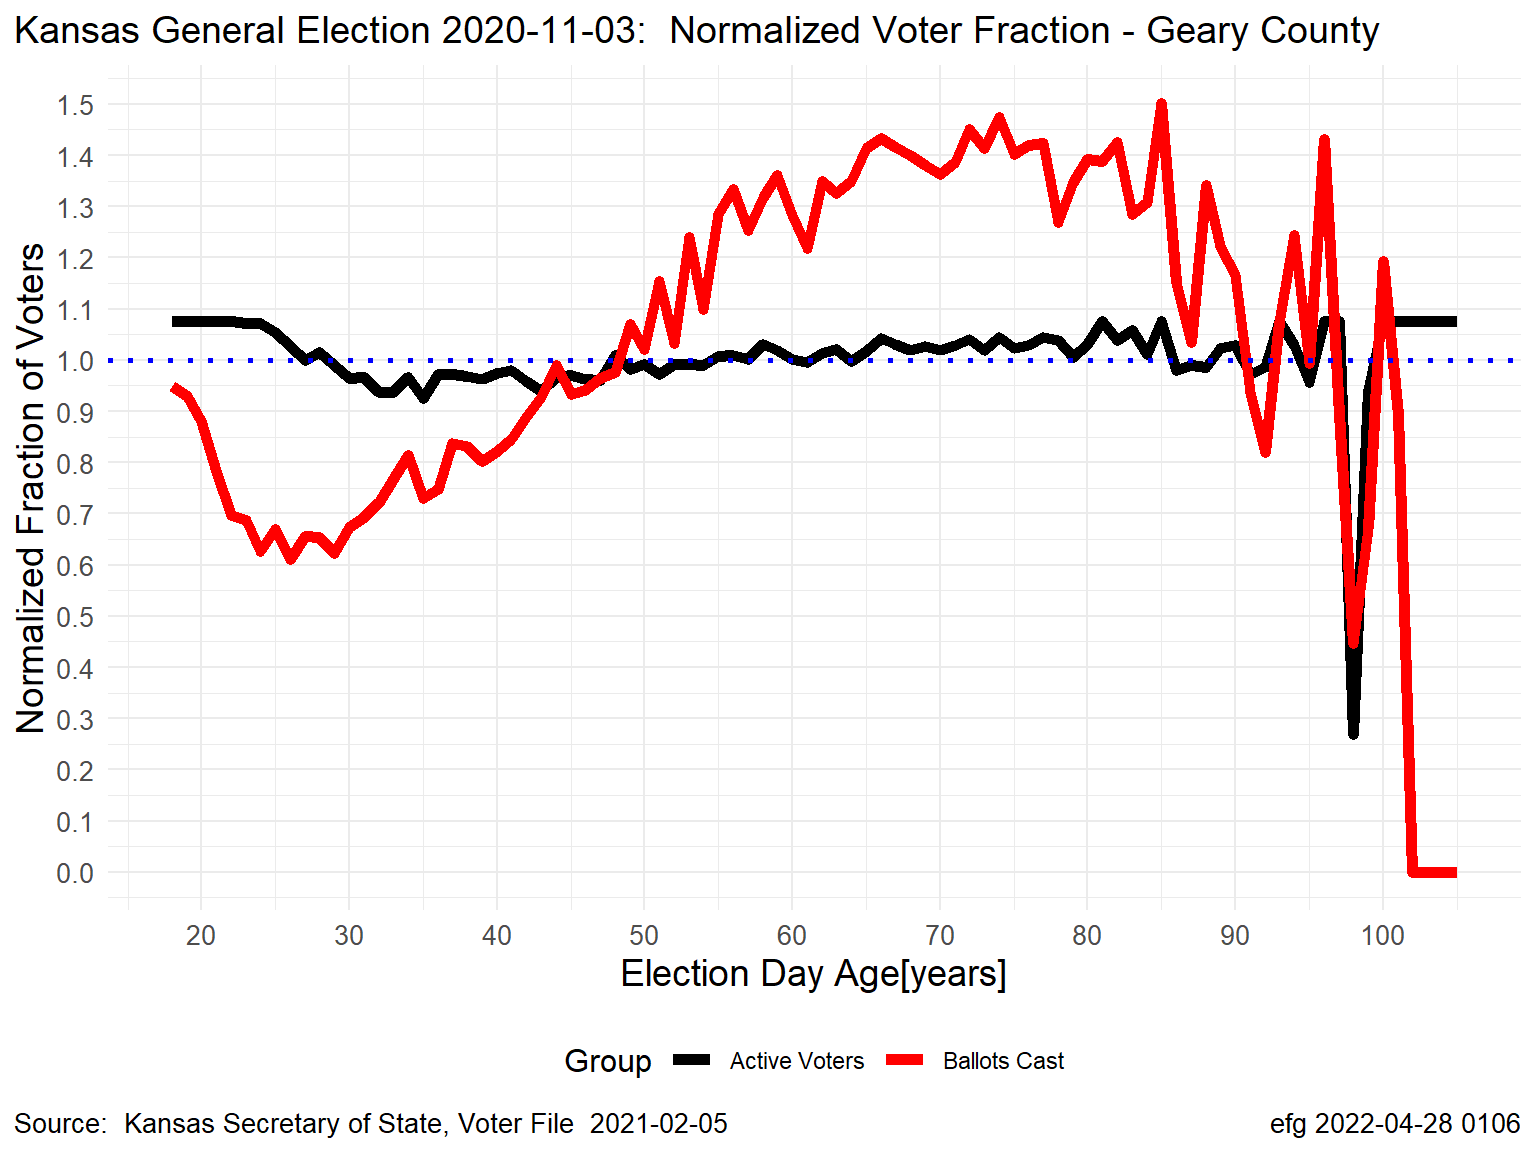 Kansas General Election 2020-11-03:  Normalized Voter Fraction - Geary County
Normalized Fraction of Voters
1.5
1.4
1.3
1.2
1.1
1.0
0.9
0.8
0.7
0.6
0.5
0.4
0.3
0.2
0.1
0.0
20 30 40 50 60 70 80 90 100
Election Day Age[years]
Group Active Voters Ballots Cast
Source:  Kansas Secretary of State, Voter File  2021-02-05 efg 2022-04-28 0106